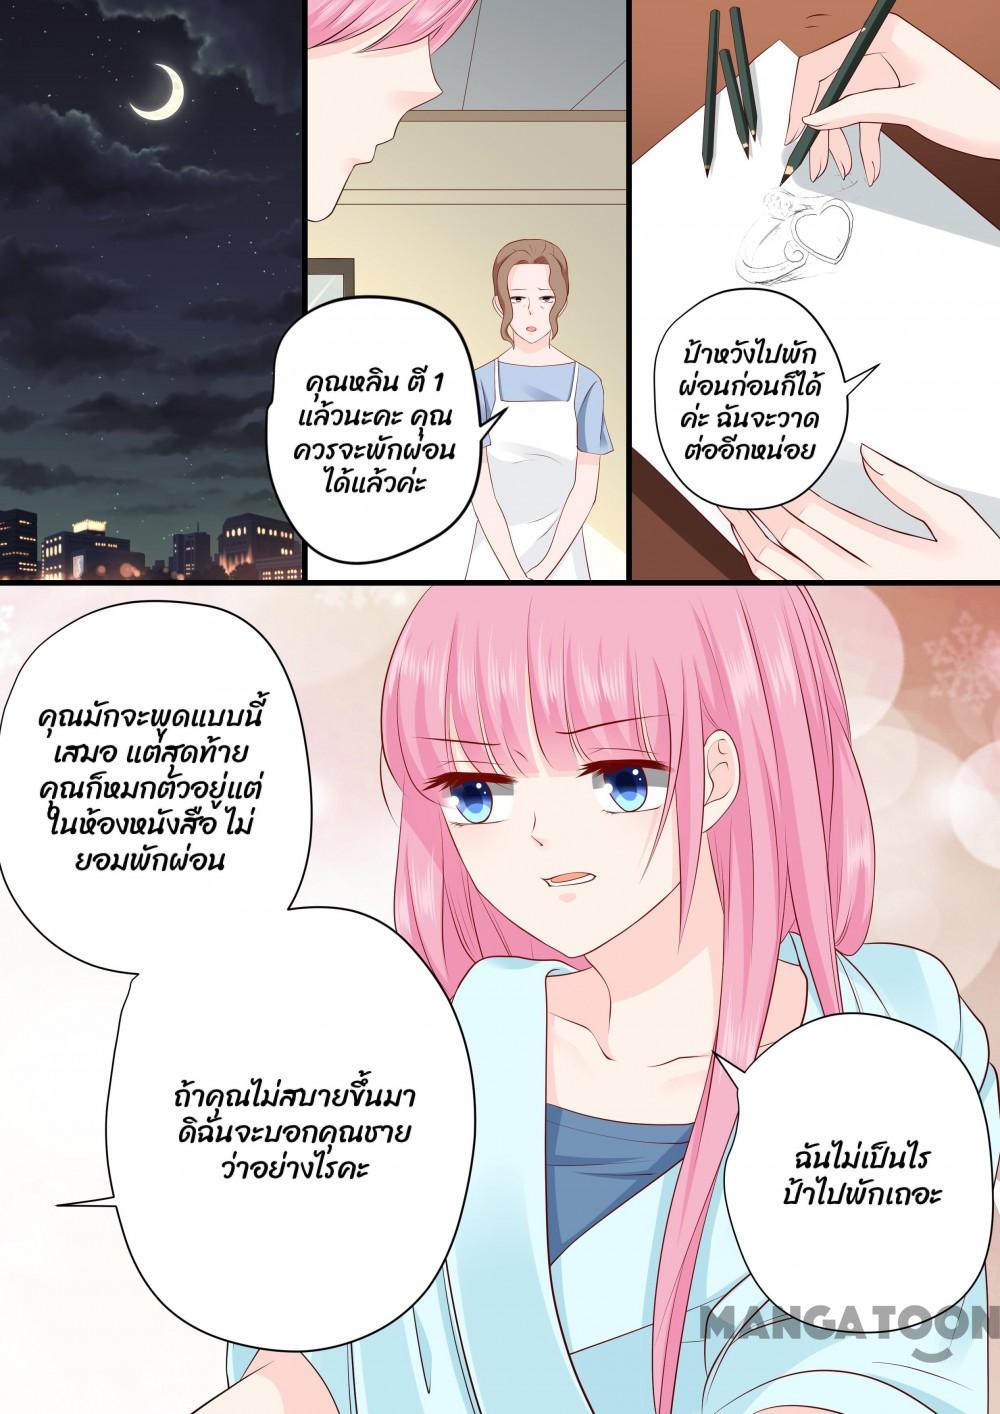 คุณหลิน ตี 1
แล้วนะคะ คุณ
ควรจะพักผ่อน
ได้แล้วค่ะ
ป้าหวังไปพัก
ผ่อนก่อนก็ได้
ค่ะ ฉันจะวาด
ต่ออีกหน่อย
คุณมักจะพูดแบบนี้
เสมอ แต่สุดท้าย
คุณก็หมกตัวอยู่แต่
ในห้องหนังสือ ไม่
ยอมพักผ่อน
ถ้าคุณไม่สบายขึ้นมา
ดิฉันจะบอกคุณชาย
ว่าอย่างไรคะ
ฉันไม่เป็นไร
ป้าไปพักเถอะ
MANGATOON